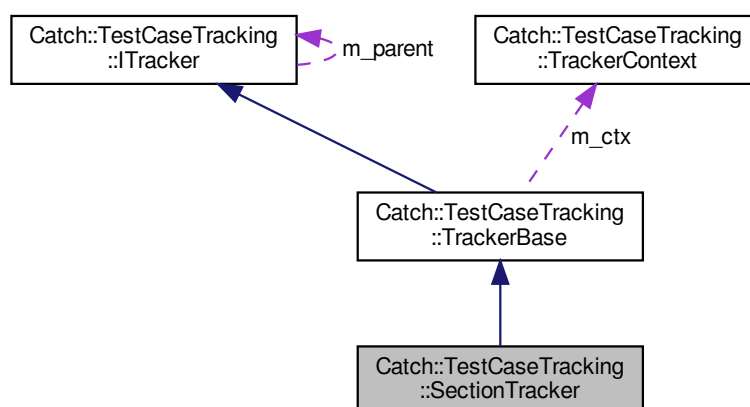 Catch::TestCaseTracking
::ITracker
m_parent
Catch::TestCaseTracking
::TrackerContext
m_ctx
Catch::TestCaseTracking
::TrackerBase
Catch::TestCaseTracking
::SectionTracker